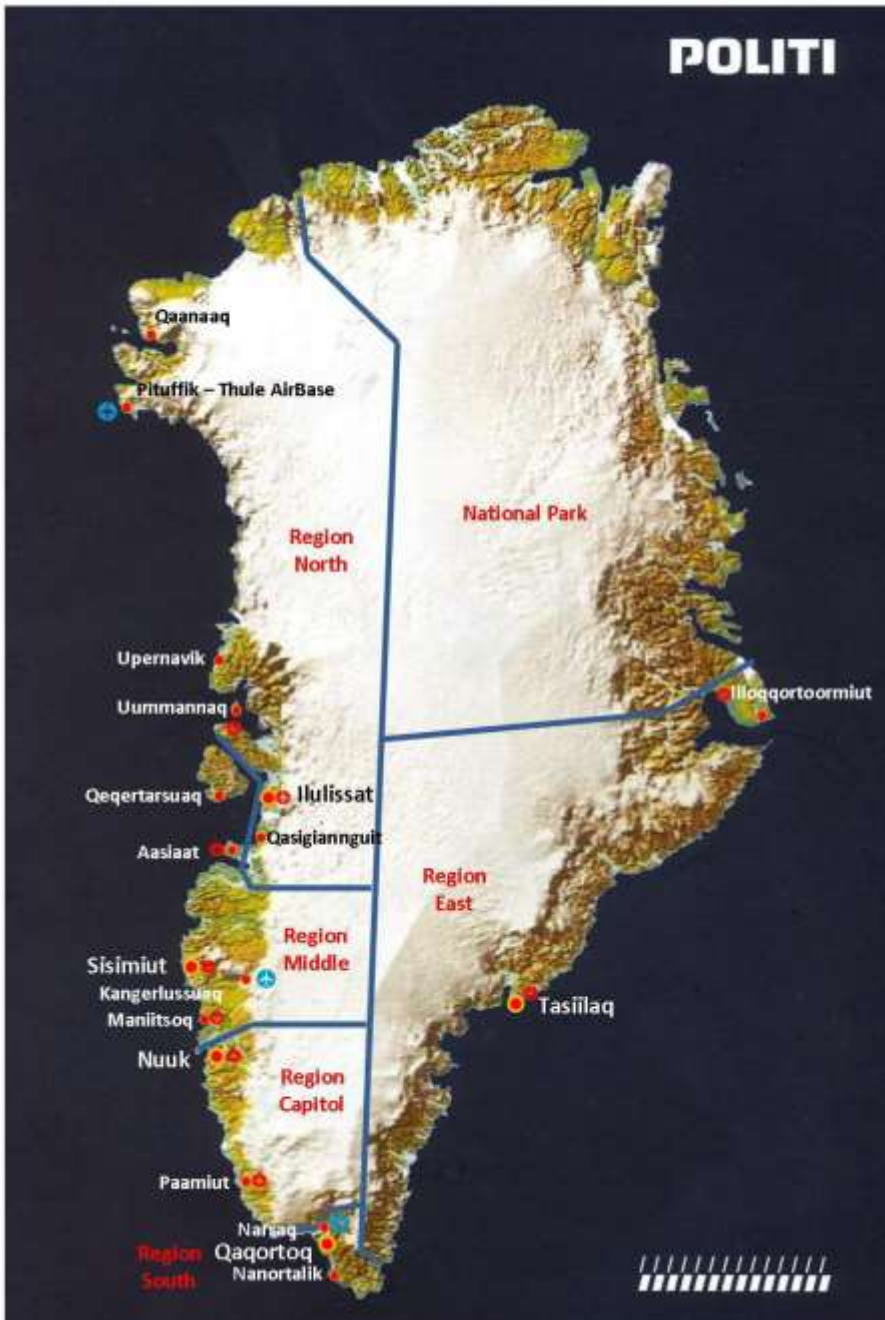 POLITI
Qaanaaq
Pituffik – Thule AirBase
National Park
Region
North
Upernavik
Illoqqortoormiut
Uummannaq
Qeqertarsuaq
Ilulissat
Qasigiannguit
Aasiaat
Region
East
Region
Middle
Sisimiut
Kangerlussuaq
Maniitsoq
Tasiilaq
Nuuk
Region
Capitol
Paamiut
Narsaq
Region
South
Qaqortoq
Nanortalik